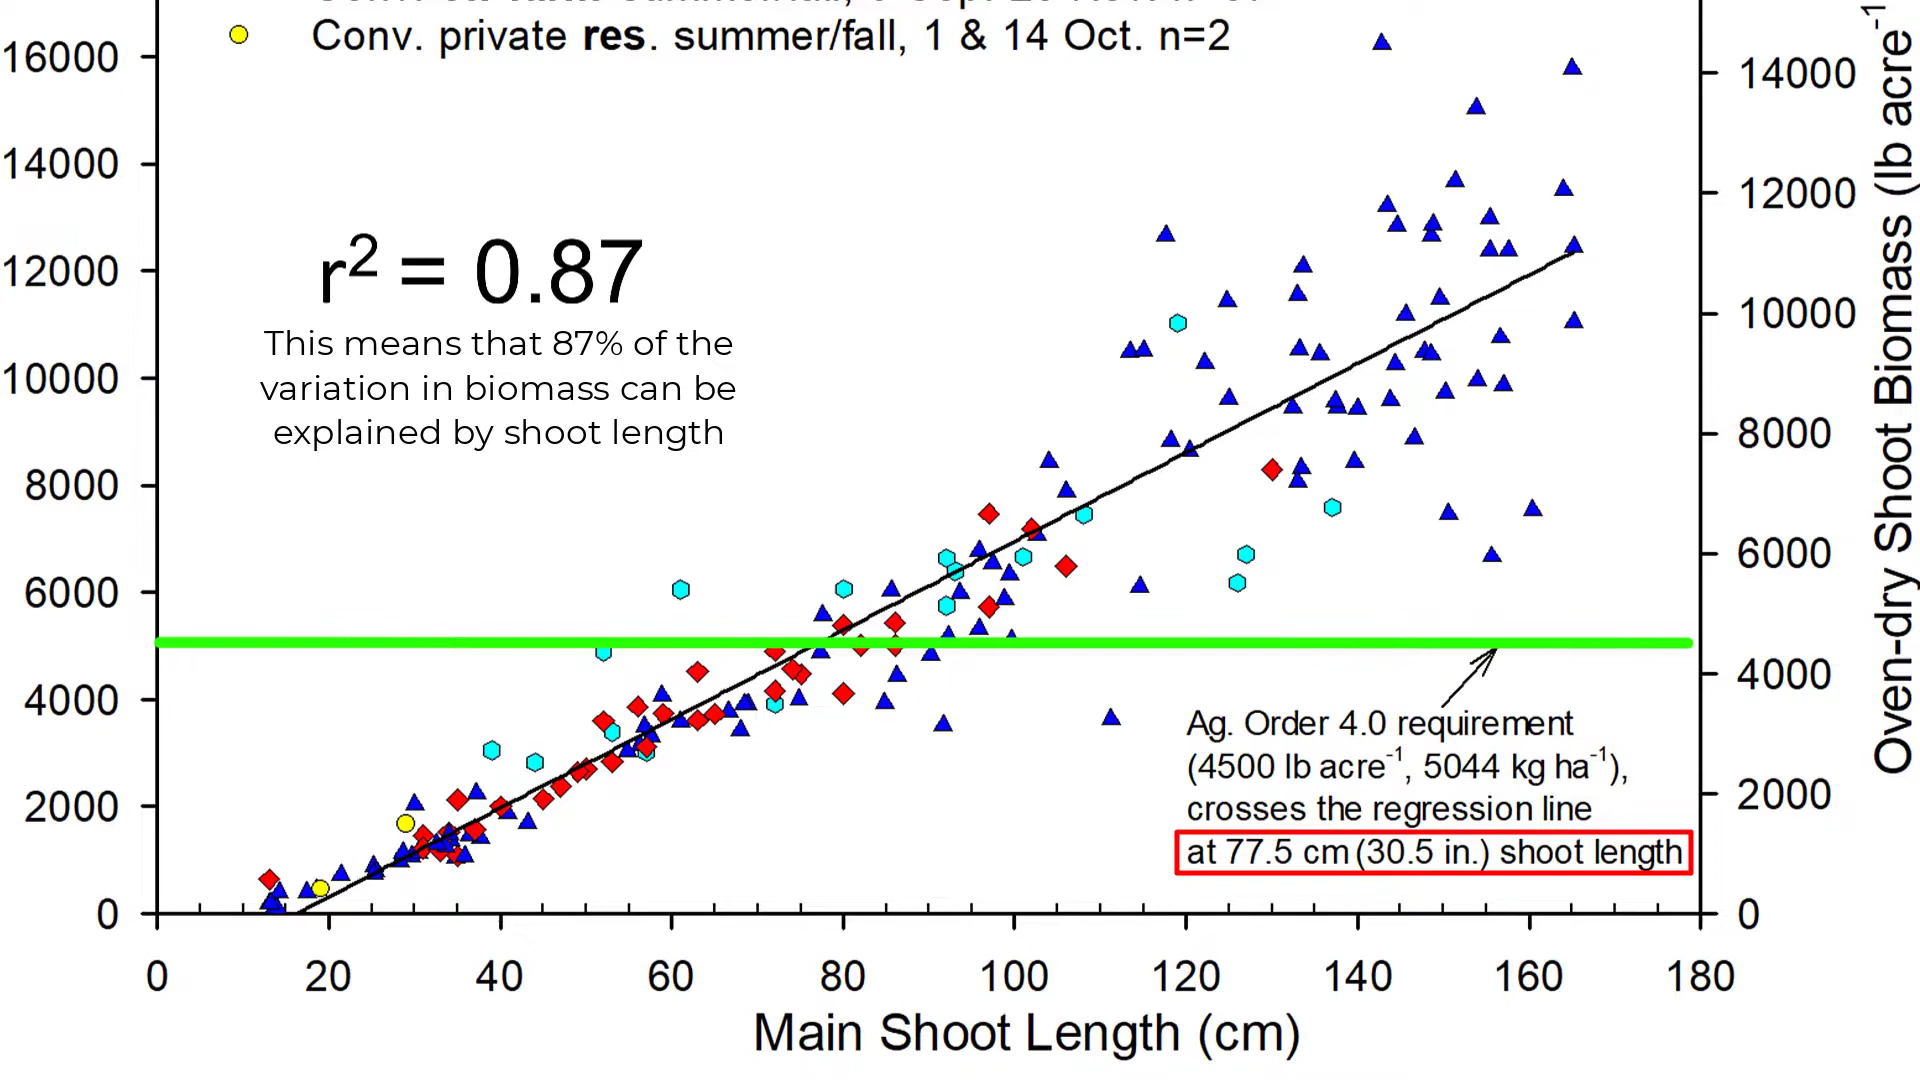 Conv. private res. summer/fall, 1 & 14 Oct. n=2
16000
14000
12000
10000
8000
6000
4000
2000
0
r² = 0.87
This means that 87% of the
variation in biomass can be
explained by shoot length
Ag. Order 4.0 requirement
(4500 lb acre⁻¹, 5044 kg ha⁻¹),
crosses the regression line
at 77.5 cm (30.5 in.) shoot length
14000
12000
10000
8000
6000
4000
2000
0
Oven-dry Shoot Biomass (lb acre⁻¹
0 20 40 60 80 100 120 140 160 180
Main Shoot Length (cm)